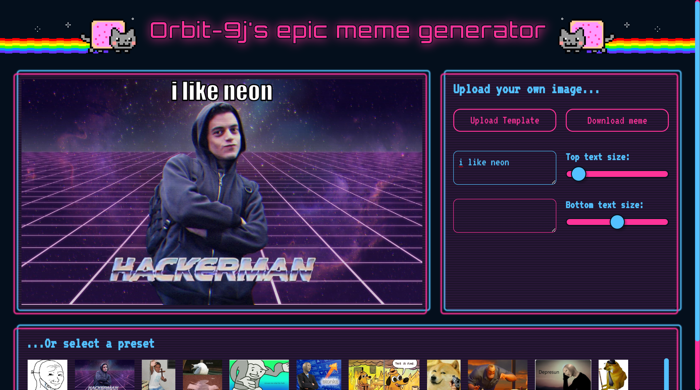 Orbit-9j's epic meme generator
i like neon
HACKERMAN
Upload your own image...
Upload Template
Download meme
i like neon
Top text size:
Bottom text size:
...Or select a preset
Depression